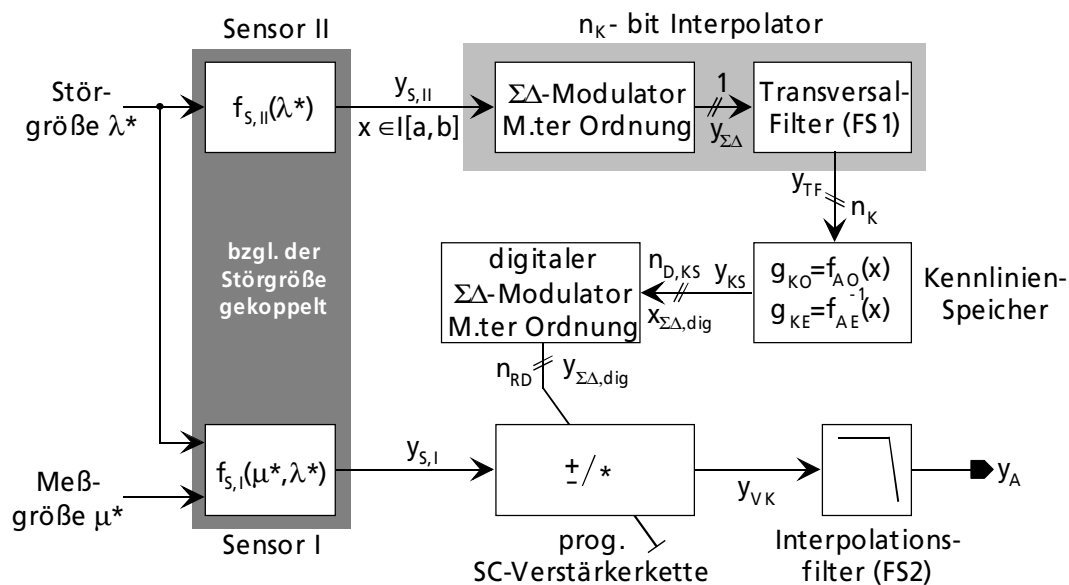 Sensor II
n_K- bit Interpolator
Stör-
größe λ*
f_S,II(λ*)
y_S,II
x ∈I[a,b]
ΣΔ-Modulator
M.ter Ordnung
1
y_ΣΔ
Transversal-
Filter (FS1)
y_TF
n_K
bzgl. der
Störgröße
gekoppelt
digitaler
ΣΔ-Modulator
M.ter Ordnung
n_D,KS
y_KS
x_ΣΔ,dig
g_KO=f_AO(x)
g_KE=f_AE^-1(x)
Kennlinien-
Speicher
n_RD
y_ΣΔ,dig
f_S,I(μ*,λ*)
y_S,I
±/*
y_VK
y_A
Meß-
größe μ*
Sensor I
prog.
SC-Verstärkerkette
Interpolations-
filter (FS2)